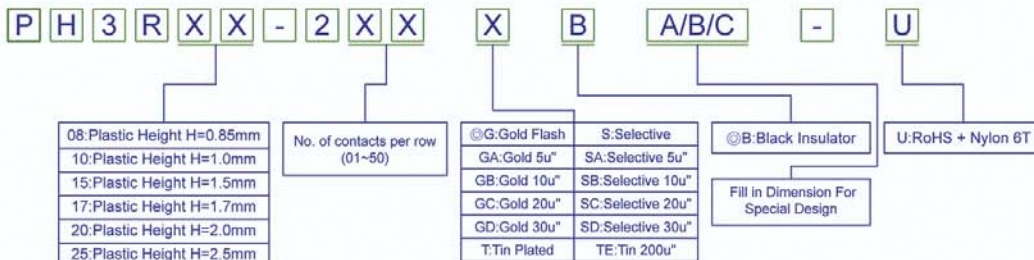 P H 3 R X X - 2 X X X B A/B/C - U
08:Plastic Height H=0.85mm
10:Plastic Height H=1.0mm
15:Plastic Height H=1.5mm
17:Plastic Height H=1.7mm
20:Plastic Height H=2.0mm
25:Plastic Height H=2.5mm
No. of contacts per row
(01~50)
◎G:Gold Flash S:Selective
GA:Gold 5u" SA:Selective 5u"
GB:Gold 10u" SB:Selective 10u"
GC:Gold 20u" SC:Selective 20u"
GD:Gold 30u" SD:Selective 30u"
T:Tin Plated TE:Tin 200u"
◎B:Black Insulator
Fill in Dimension For
Special Design
U:RoHS + Nylon 6T